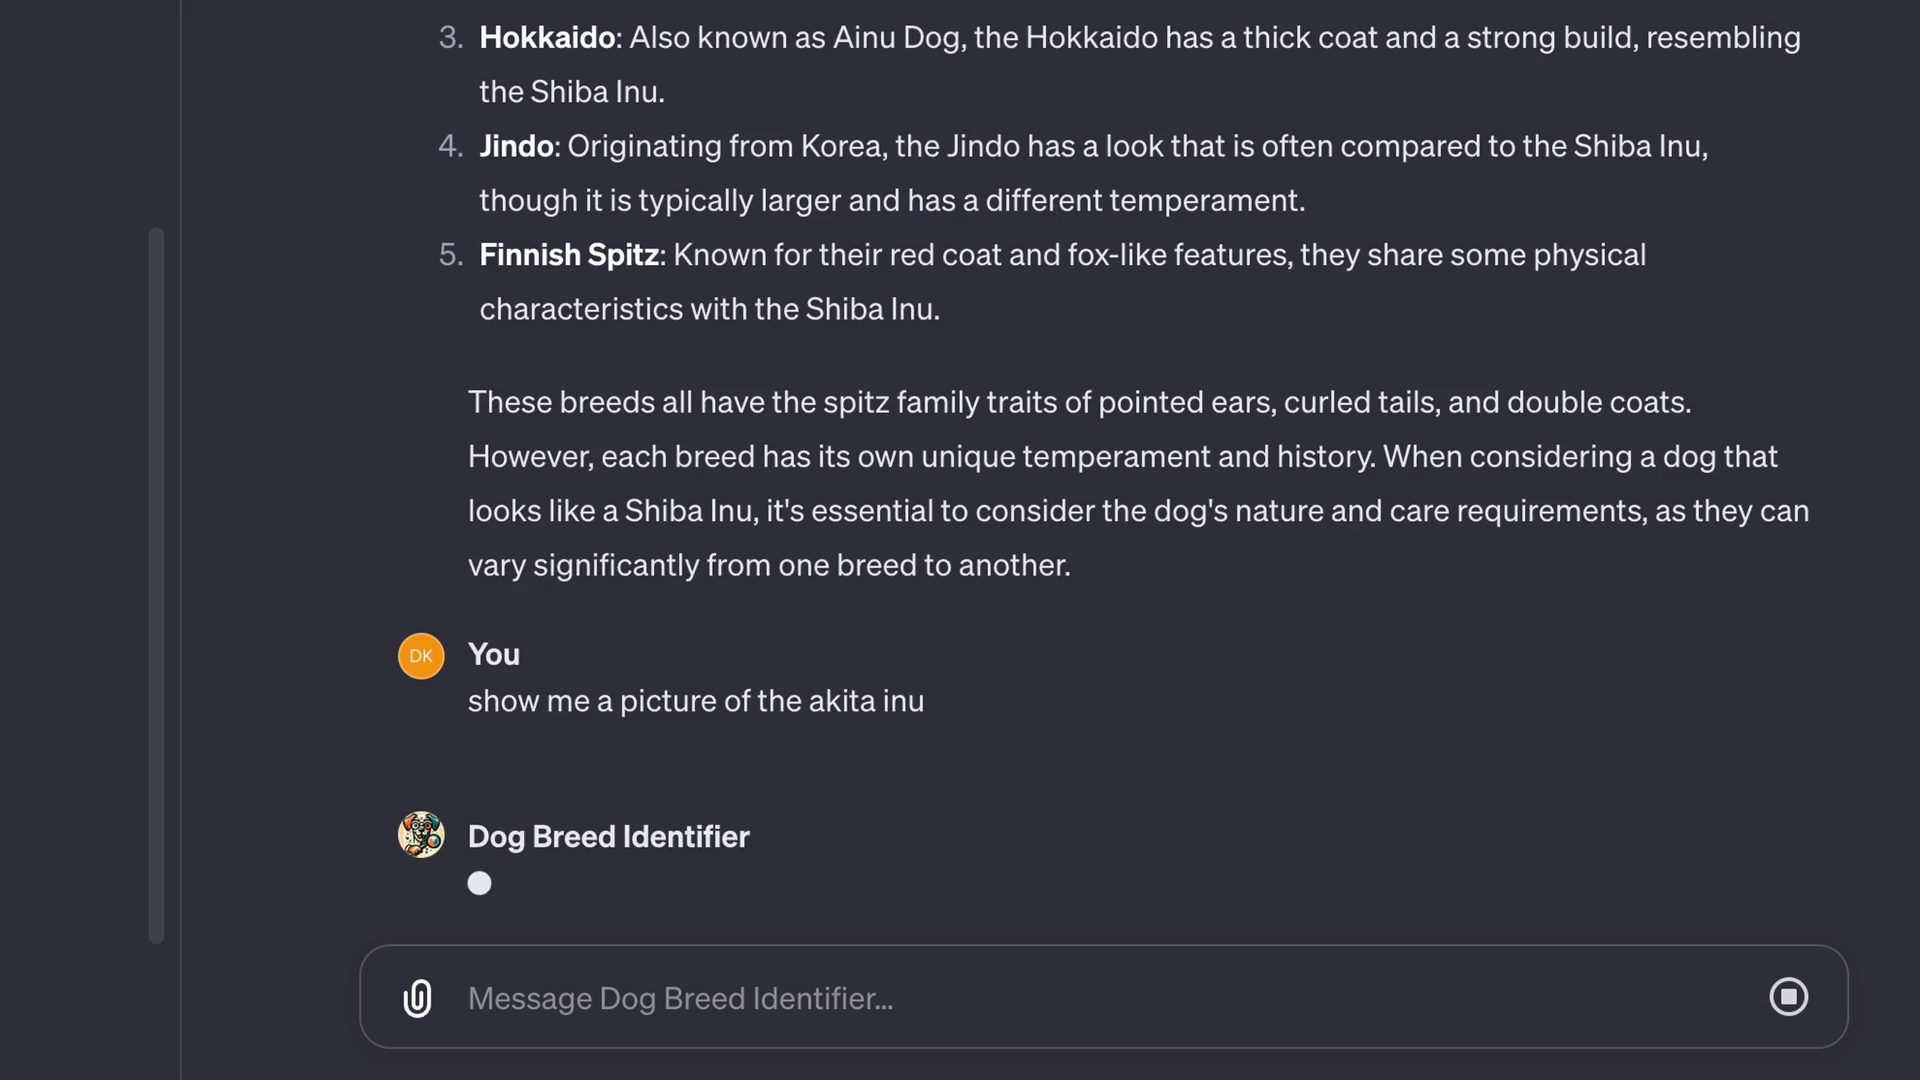 3. Hokkaido: Also known as Ainu Dog, the Hokkaido has a thick coat and a strong build, resembling
the Shiba Inu.
4. Jindo: Originating from Korea, the Jindo has a look that is often compared to the Shiba Inu,
though it is typically larger and has a different temperament.
5. Finnish Spitz: Known for their red coat and fox-like features, they share some physical
characteristics with the Shiba Inu.
These breeds all have the spitz family traits of pointed ears, curled tails, and double coats.
However, each breed has its own unique temperament and history. When considering a dog that
looks like a Shiba Inu, it's essential to consider the dog's nature and care requirements, as they can
vary significantly from one breed to another.
DK You
show me a picture of the akita inu
Dog Breed Identifier
Message Dog Breed Identifier...